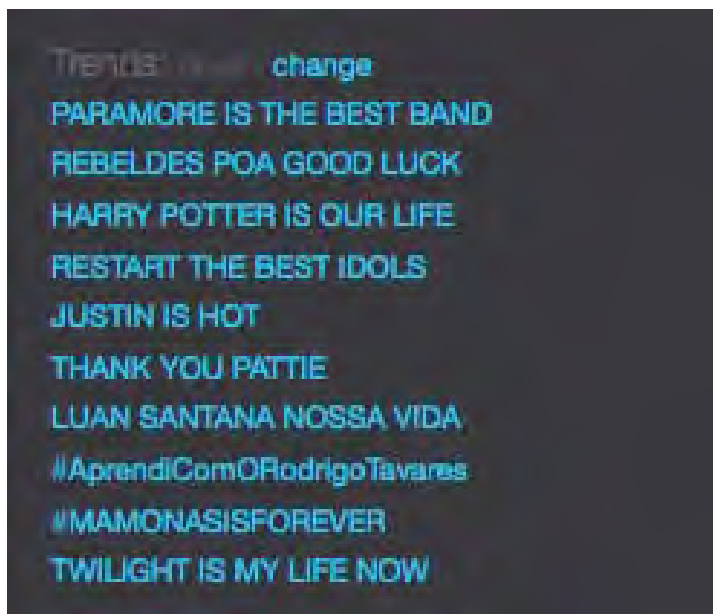 Trends: change
PARAMORE IS THE BEST BAND
REBELDES POA GOOD LUCK
HARRY POTTER IS OUR LIFE
RESTART THE BEST IDOLS
JUSTIN IS HOT
THANK YOU PATTIE
LUAN SANTANA NOSSA VIDA
#AprendiComORodrigoTavares
#MAMONASISFOREVER
TWILIGHT IS MY LIFE NOW